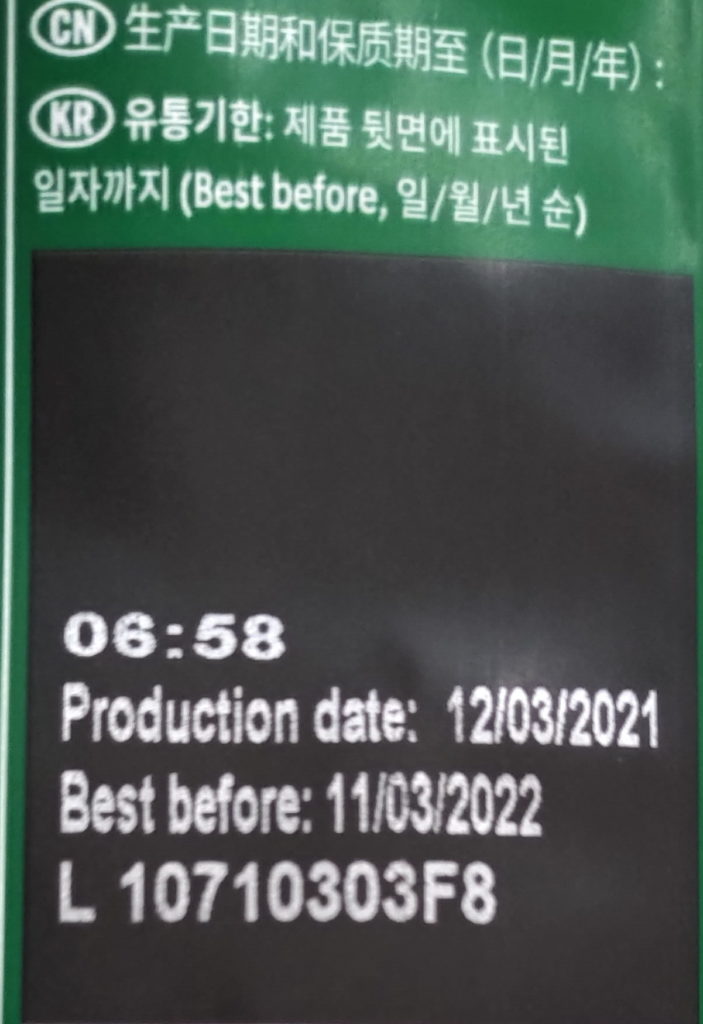 CN 生产日期和保质期至 (日/月/年) :
KR 유통기한: 제품 뒷면에 표시된
일자까지 (Best before, 일/월/년 순)
06:58
Production date: 12/03/2021
Best before: 11/03/2022
L 10710303F8